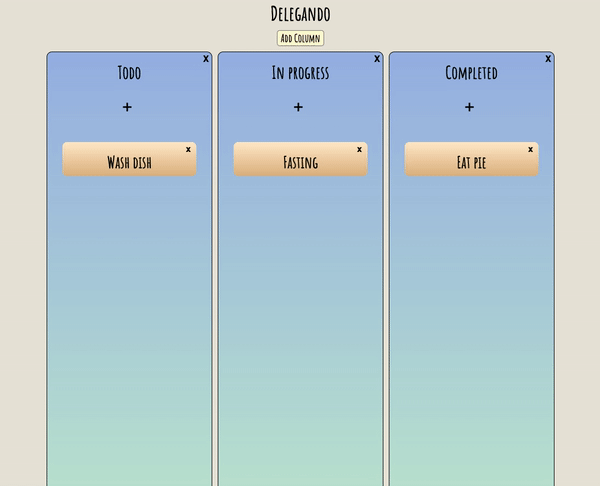 Delegando
Add Column
x
Todo
+
x
Wash dish
x
In progress
+
x
Fasting
x
Completed
+
x
Eat pie